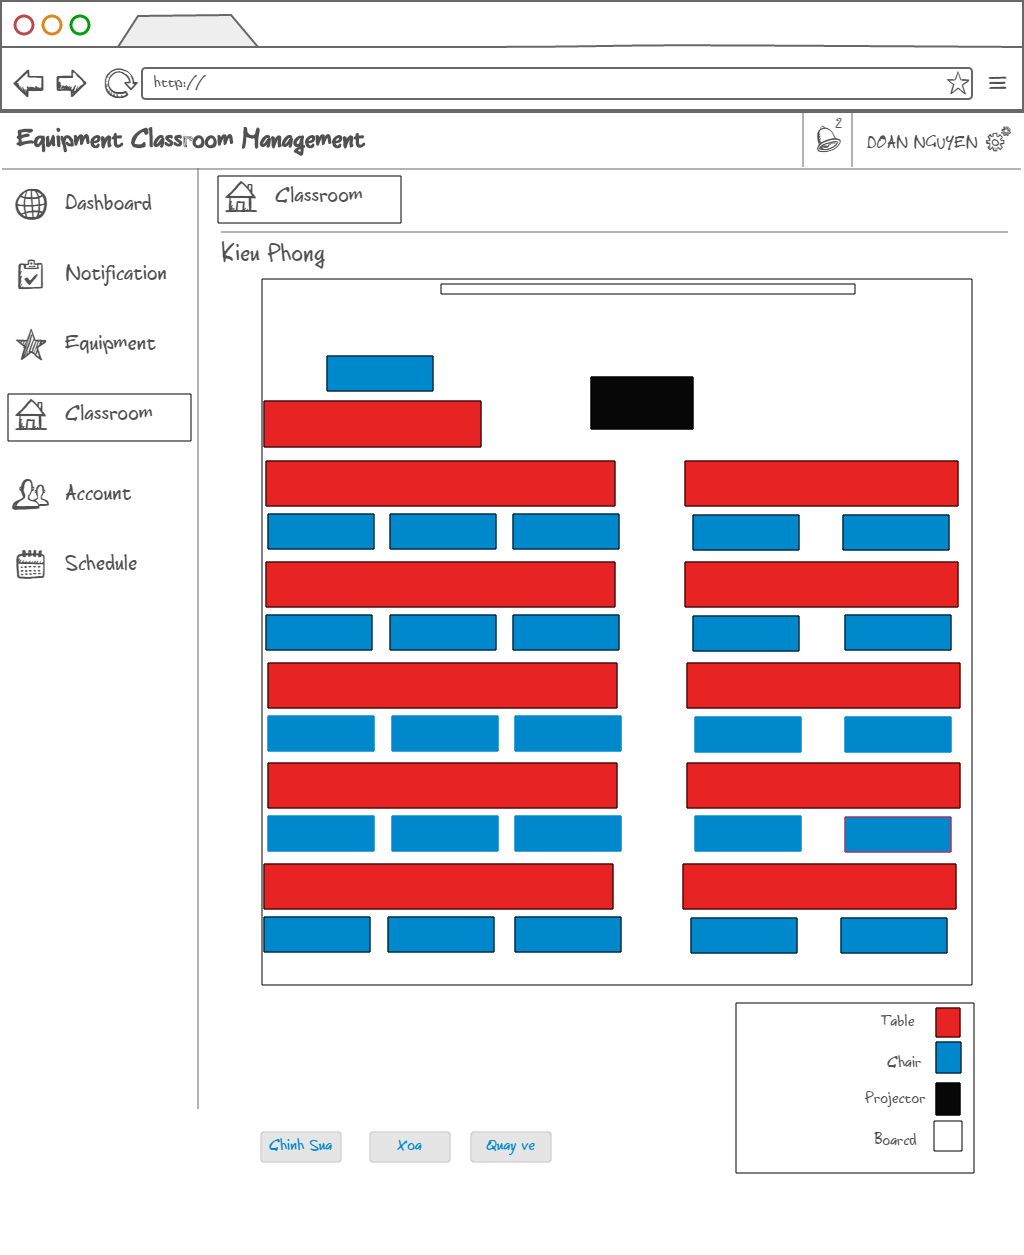 http://
Equipment Classroom Management
2
DOAN NGUYEN
Dashboard
Notification
Equipment
Classroom
Account
Schedule
Classroom
Kieu Phong
Table
Chair
Projector
Board
Chinh Sua
Xoa
Quay ve